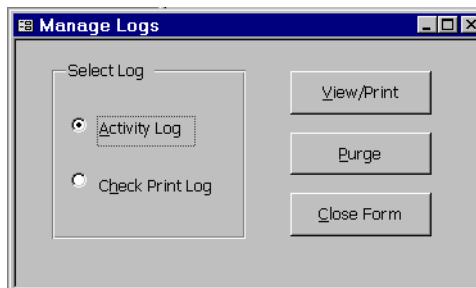 Manage Logs
Select Log
Activity Log
Check Print Log
View/Print
Purge
Close Form